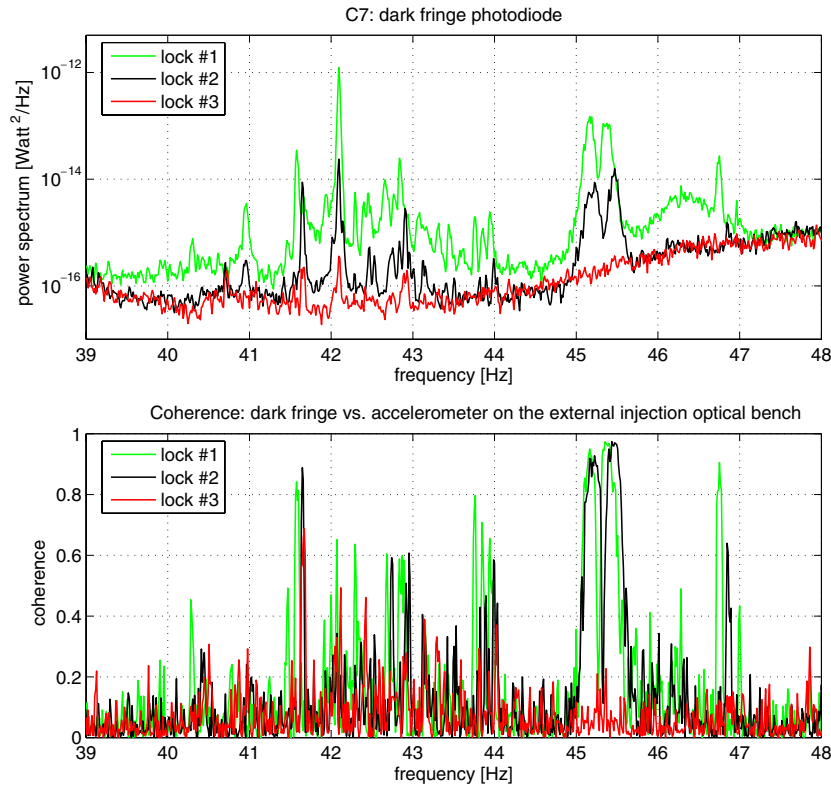 C7: dark fringe photodiode
power spectrum [Watt 2/Hz]
10−12
10−14
10−16
lock #1
lock #2
lock #3
39 40 41 42 43 44 45 46 47 48
frequency [Hz]
Coherence: dark fringe vs. accelerometer on the external injection optical bench
coherence
1
0.8
0.6
0.4
0.2
0
lock #1
lock #2
lock #3
39 40 41 42 43 44 45 46 47 48
frequency [Hz]